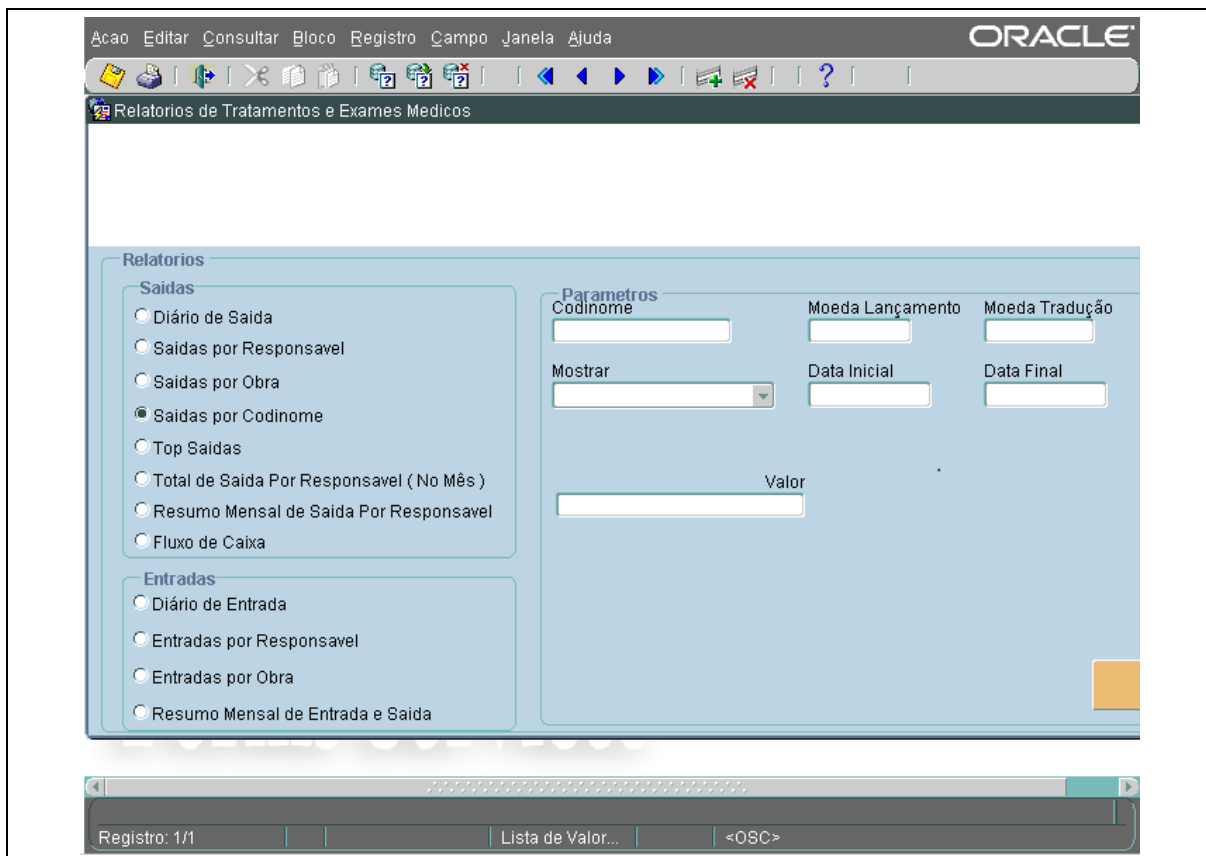 Acao Editar Consultar Bloco Registro Campo Janela Ajuda ORACLE
Relatorios de Tratamentos e Exames Medicos
Relatorios
Saidas
Diário de Saida
Saidas por Responsavel
Saidas por Obra
Saidas por Codinome
Top Saidas
Total de Saida Por Responsavel ( No Mês )
Resumo Mensal de Saida Por Responsavel
Fluxo de Caixa
Entradas
Diário de Entrada
Entradas por Responsavel
Entradas por Obra
Resumo Mensal de Entrada e Saida
Parametros
Codinome Moeda Lançamento Moeda Tradução
Mostrar Data Inicial Data Final
Valor
Registro: 1/1 Lista de Valor... <OSC>